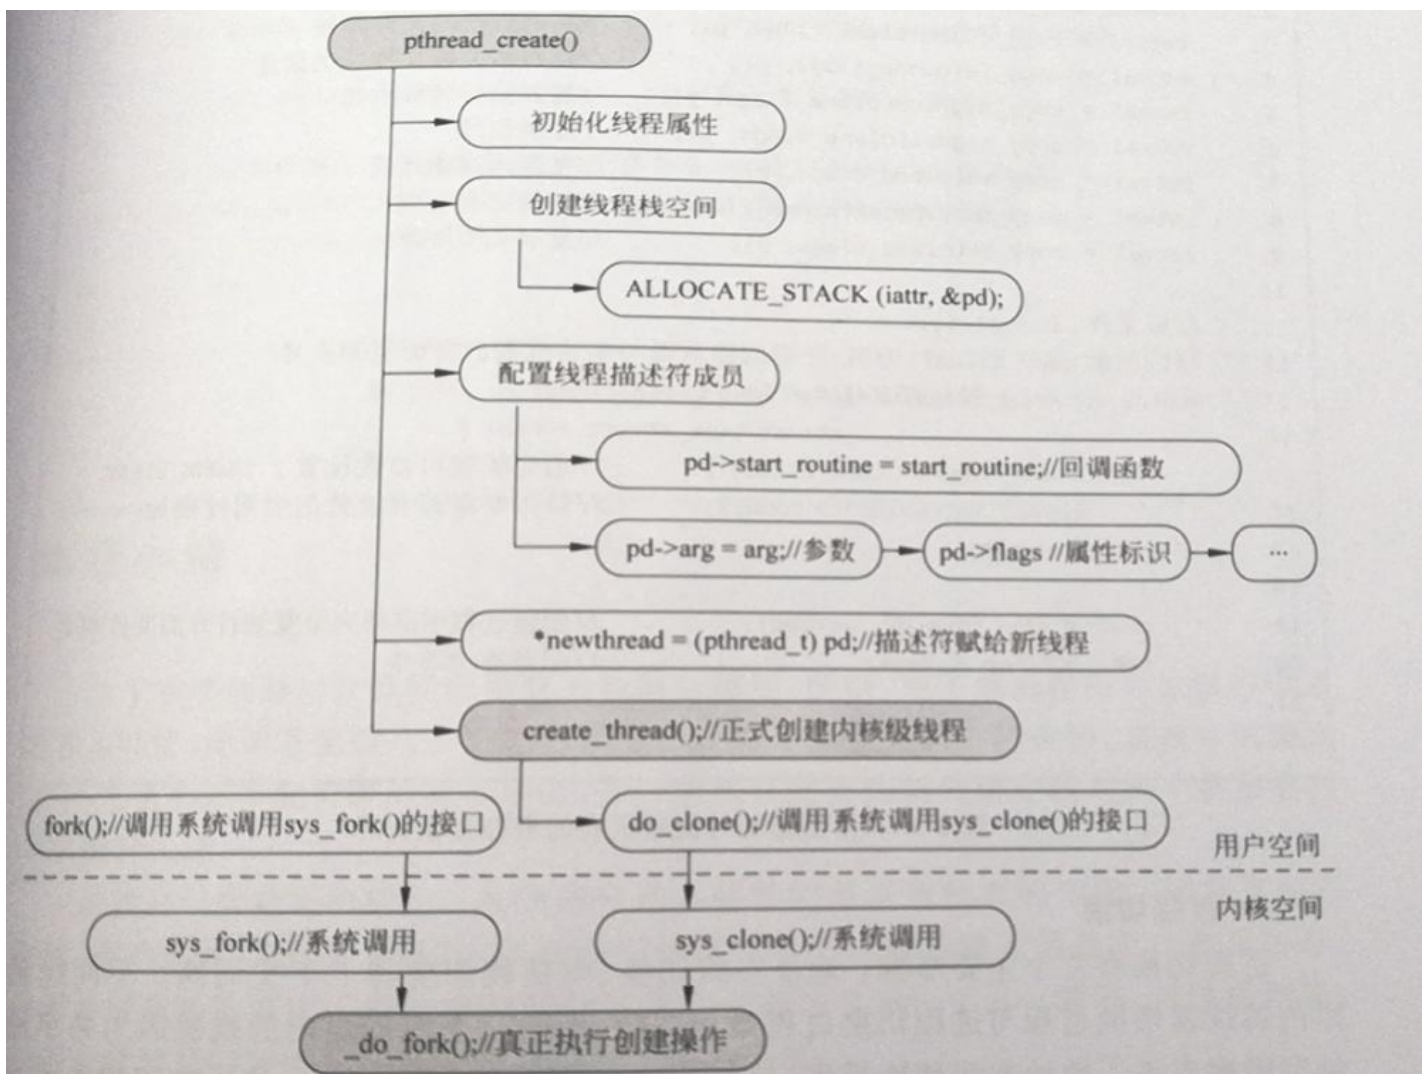 pthread_create()
初始化线程属性
创建线程栈空间
ALLOCATE_STACK (iattr, &pd);
配置线程描述符成员
pd->start_routine = start_routine;//回调函数
pd->arg = arg;//参数
pd->flags //属性标识
...
*newthread = (pthread_t) pd;//描述符赋给新线程
create_thread();//正式创建内核级线程
fork();//调用系统调用sys_fork()的接口
do_clone();//调用系统调用sys_clone()的接口
用户空间
内核空间
sys_fork();//系统调用
sys_clone();//系统调用
_do_fork();//真正执行创建操作